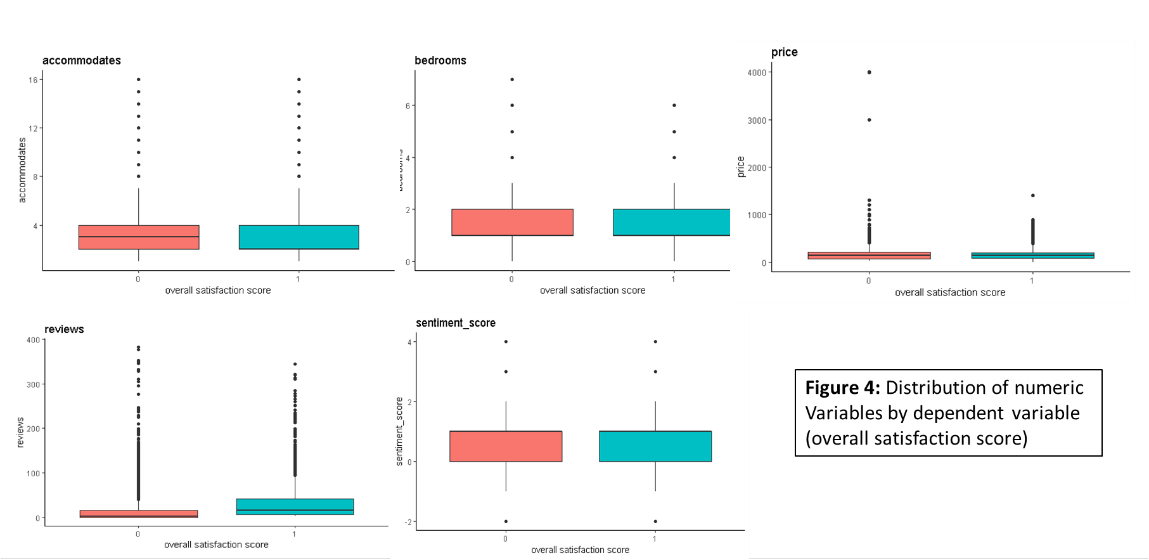 accommodates
16
12
8
4
accommodates
0
1
overall satisfaction score
bedrooms
6
4
2
0
0
1
overall satisfaction score
price
4000
3000
2000
1000
0
price
0
1
overall satisfaction score
reviews
400
300
200
100
0
reviews
0
1
overall satisfaction score
sentiment_score
4
2
0
-2
sentiment_score
0
1
overall satisfaction score
Figure 4: Distribution of numeric
Variables by dependent variable
(overall satisfaction score)